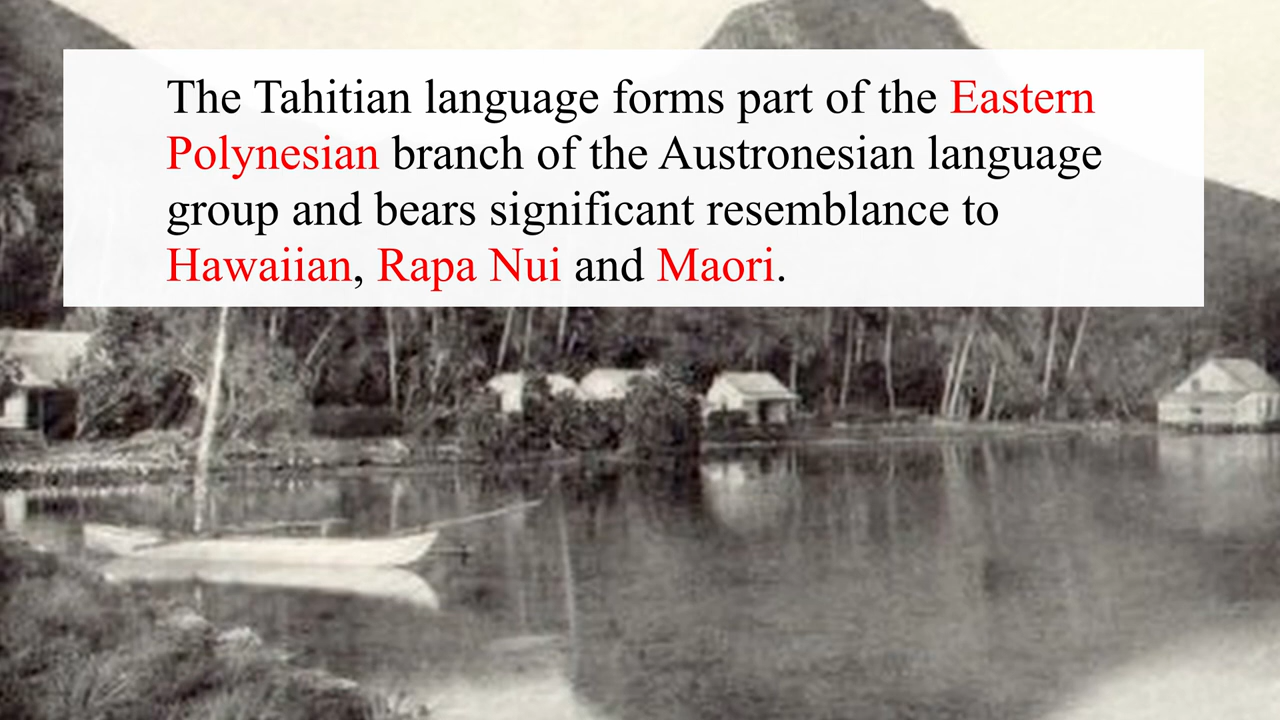 The Tahitian language forms part of the Eastern
Polynesian branch of the Austronesian language
group and bears significant resemblance to
Hawaiian, Rapa Nui and Maori.